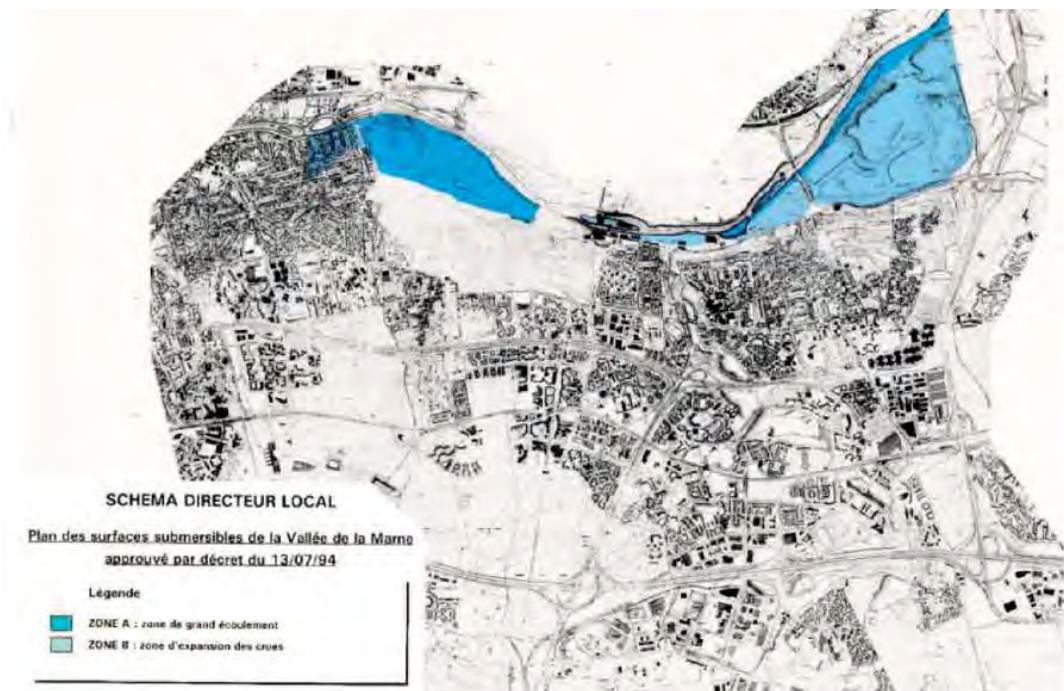 SCHEMA DIRECTEUR LOCAL
Plan des surfaces submersibles de la Vallée de la Marne
approuvé par décret du 13/07/94
Légende
ZONE A : zone de grand écoulement
ZONE B : zone d'expansion des crues